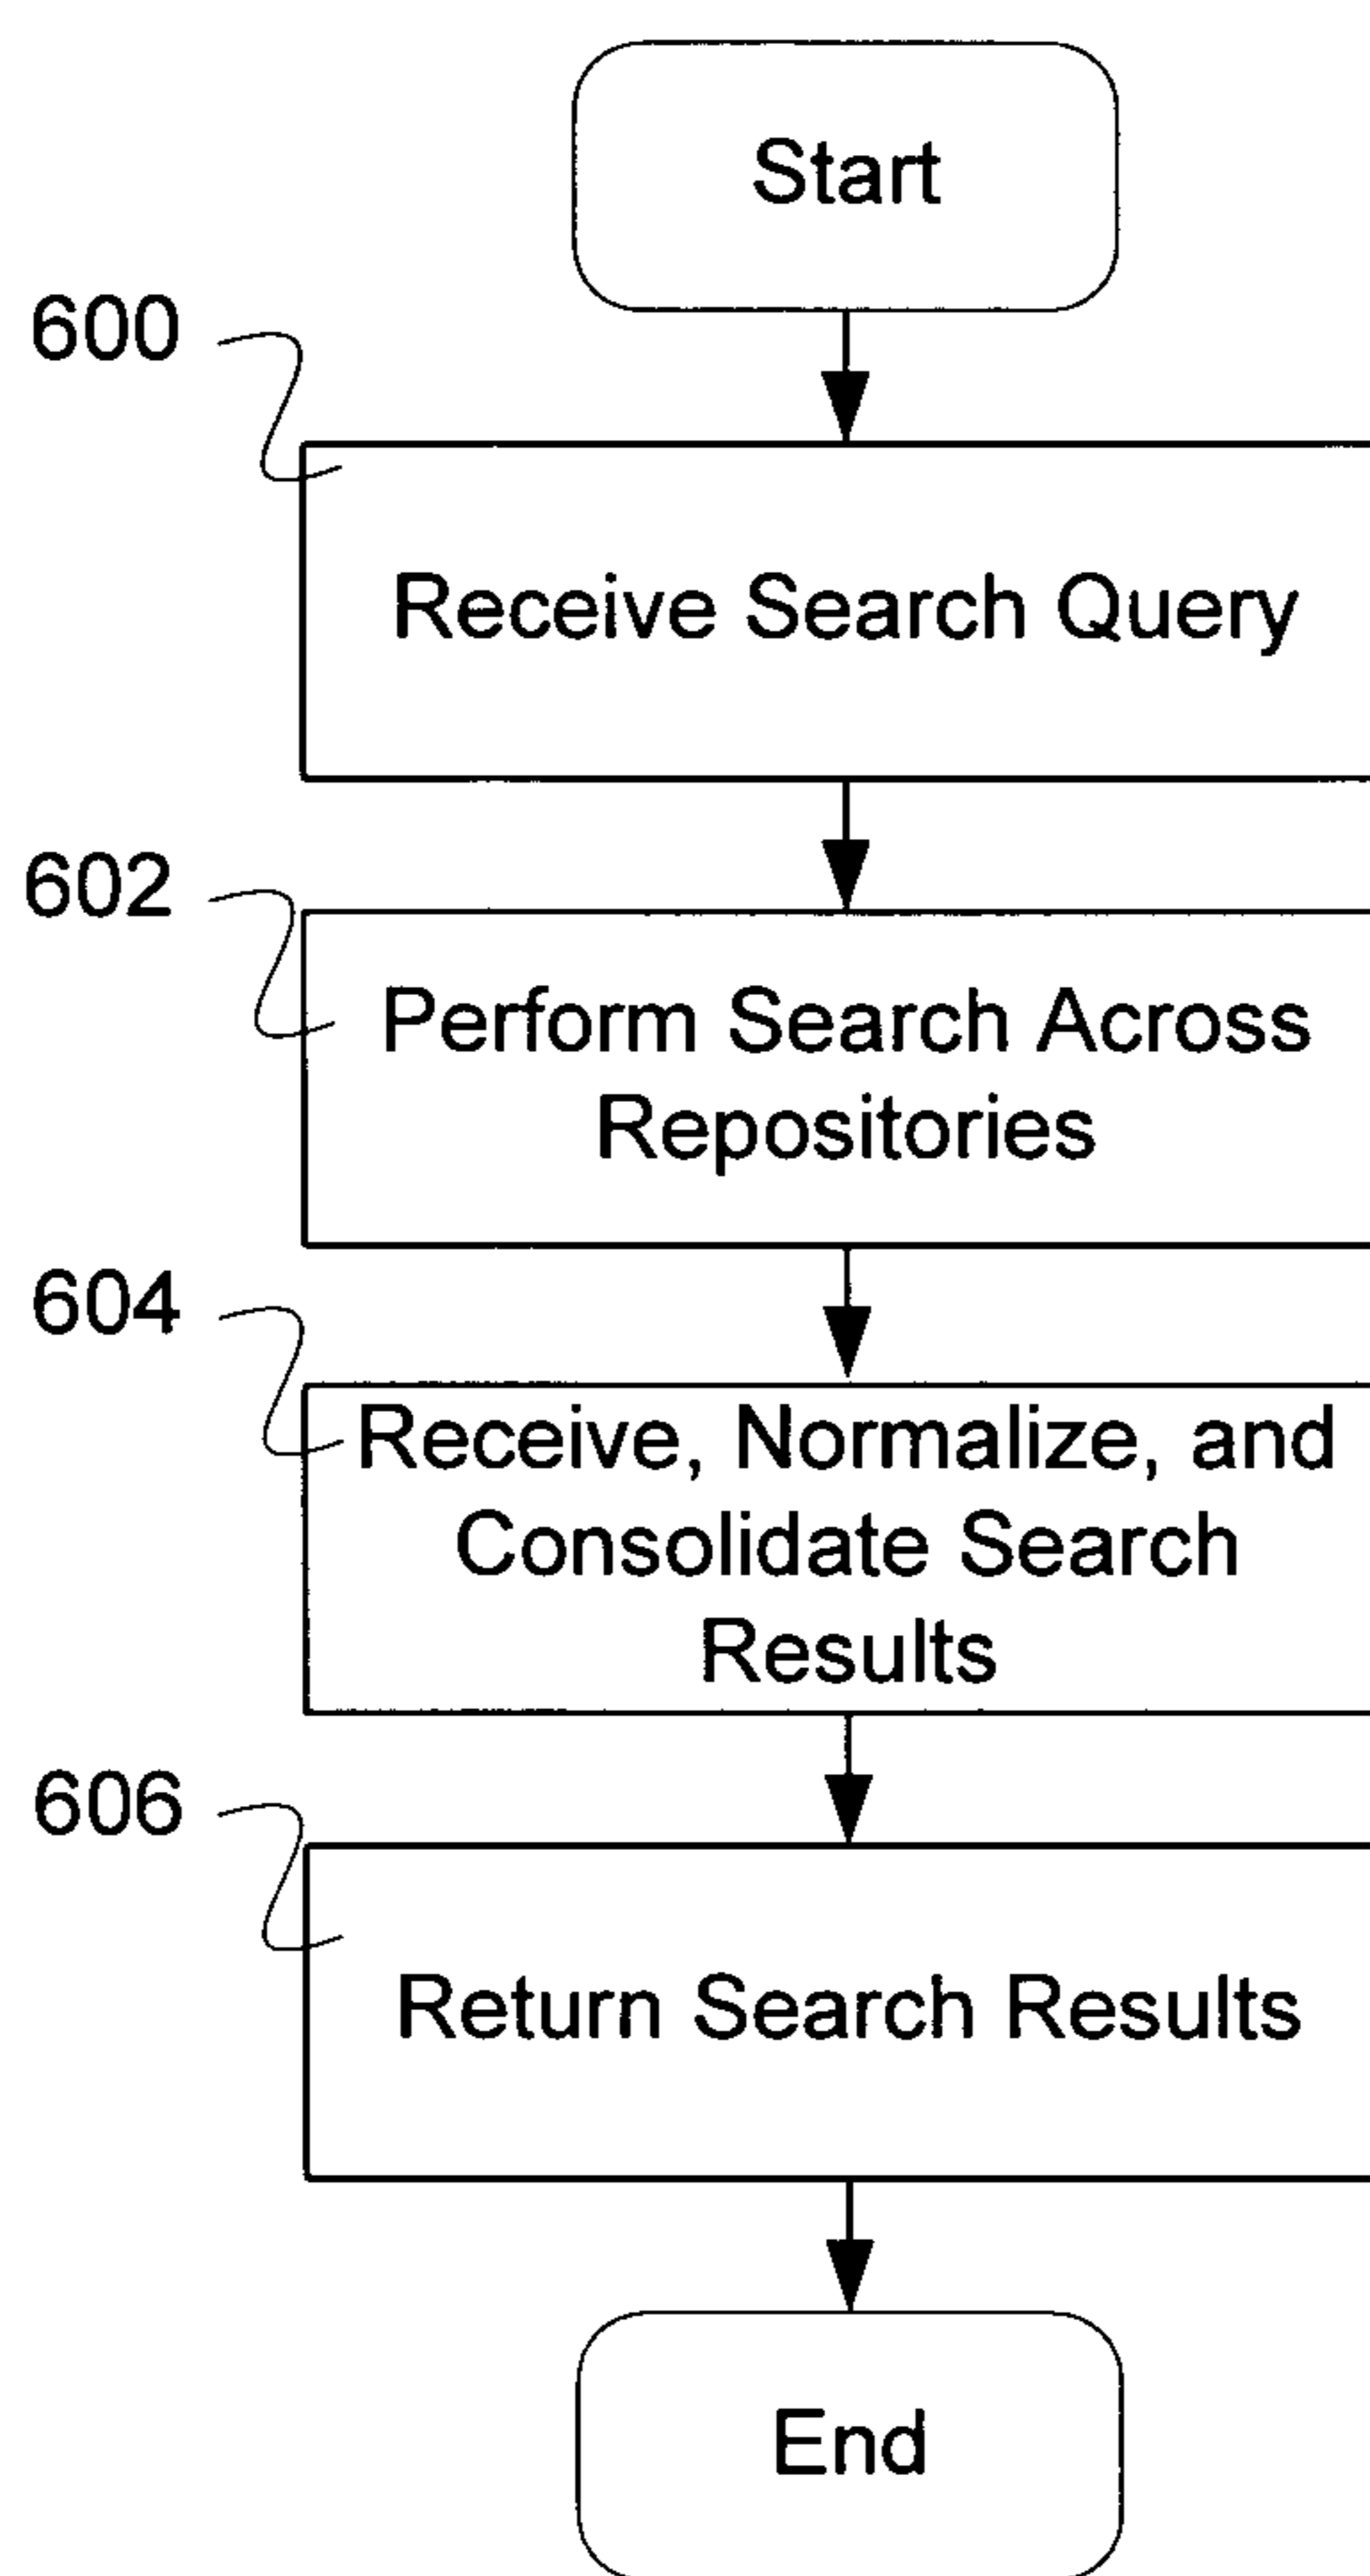 Start
600
Receive Search Query
602
Perform Search Across
Repositories
604
Receive, Normalize, and
Consolidate Search
Results
606
Return Search Results
End